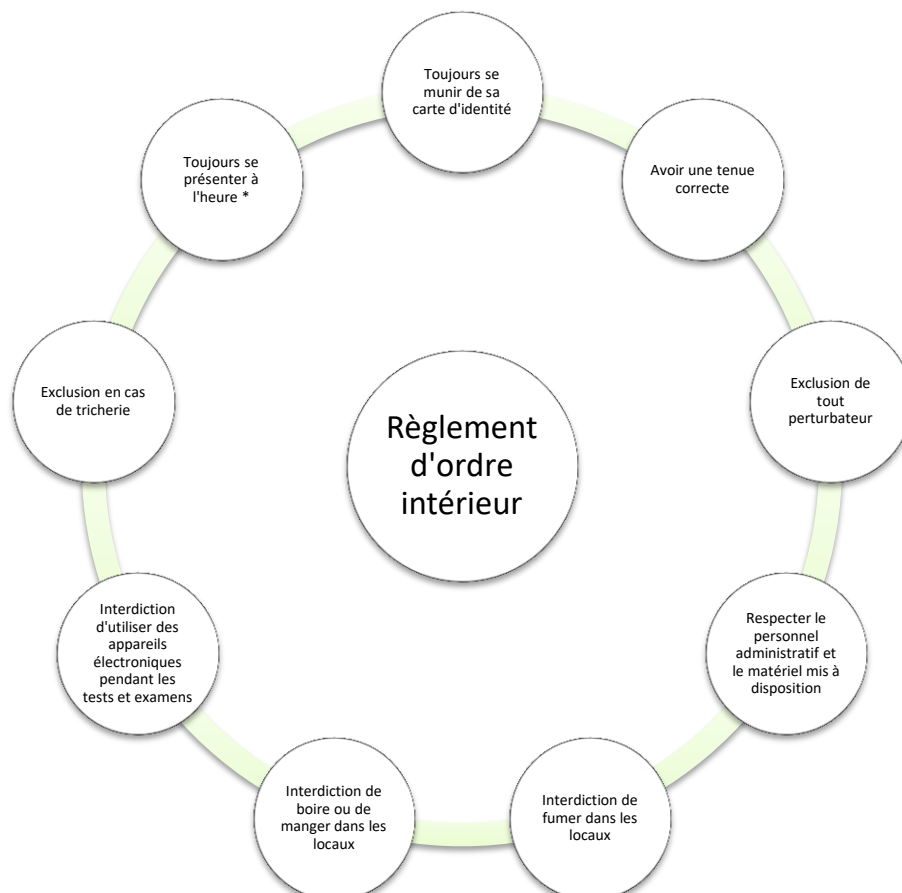 Toujours se
munir de sa
carte d'identité
Avoir une tenue
correcte
Exclusion de
tout
perturbateur
Respecter le
personnel
administratif et
le matériel mis à
disposition
Interdiction de
fumer dans les
locaux
Interdiction de
boire ou de
manger dans les
locaux
Interdiction
d'utiliser des
appareils
électroniques
pendant les
tests et examens
Exclusion en cas
de tricherie
Toujours se
présenter à
l'heure *
Règlement
d'ordre
intérieur